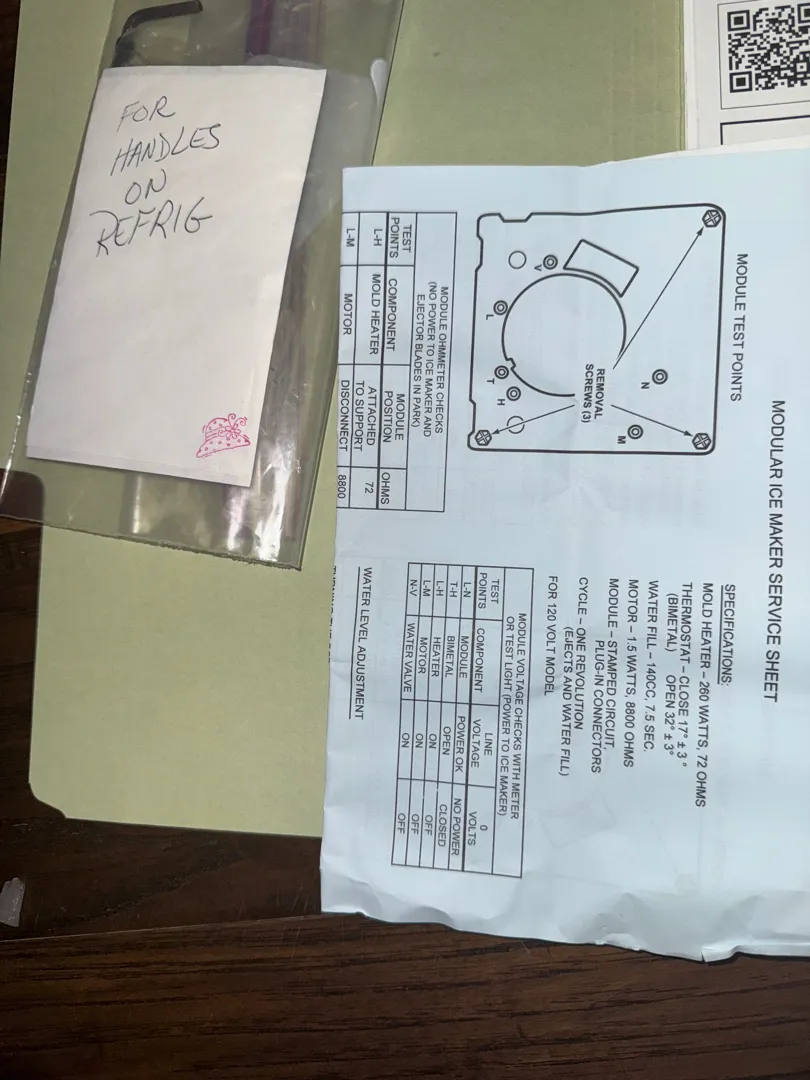 FOR
HANDLES
ON
REFRIG
MODULAR ICE MAKER SERVICE SHEET
MODULE TEST POINTS
N
M
V
L
T
H
REMOVAL
SCREWS (3)
SPECIFICATIONS:
MOLD HEATER – 260 WATTS, 72 OHMS
THERMOSTAT – CLOSE 17° ± 3°
(BIMETAL) OPEN 32° ± 3°
WATER FILL – 140CC, 7.5 SEC.
MOTOR – 1.5 WATTS, 8800 OHMS
MODULE – STAMPED CIRCUIT,
PLUG-IN CONNECTORS
CYCLE – ONE REVOLUTION
(EJECTS AND WATER FILL)
FOR 120 VOLT MODEL
MODULE OHMMETER CHECKS
(NO POWER TO ICE MAKER AND
EJECTOR BLADES IN PARK)
TEST POINTS COMPONENT MODULE POSITION OHMS
L-H MOLD HEATER ATTACHED TO SUPPORT 72
L-M MOTOR DISCONNECT 8800
MODULE VOLTAGE CHECKS WITH METER
OR TEST LIGHT (POWER TO ICE MAKER)
TEST POINTS COMPONENT LINE VOLTAGE 0 VOLTS
L-N MODULE POWER OK NO POWER
T-H BIMETAL OPEN CLOSED
L-H HEATER ON OFF
L-M MOTOR ON OFF
N-V WATER VALVE ON OFF
WATER LEVEL ADJUSTMENT